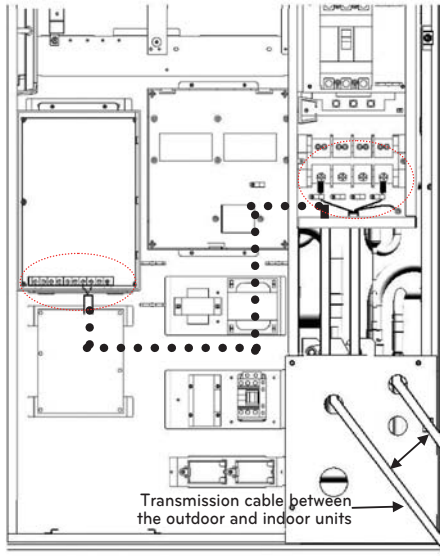 Transmission cable between
the outdoor and indoor units